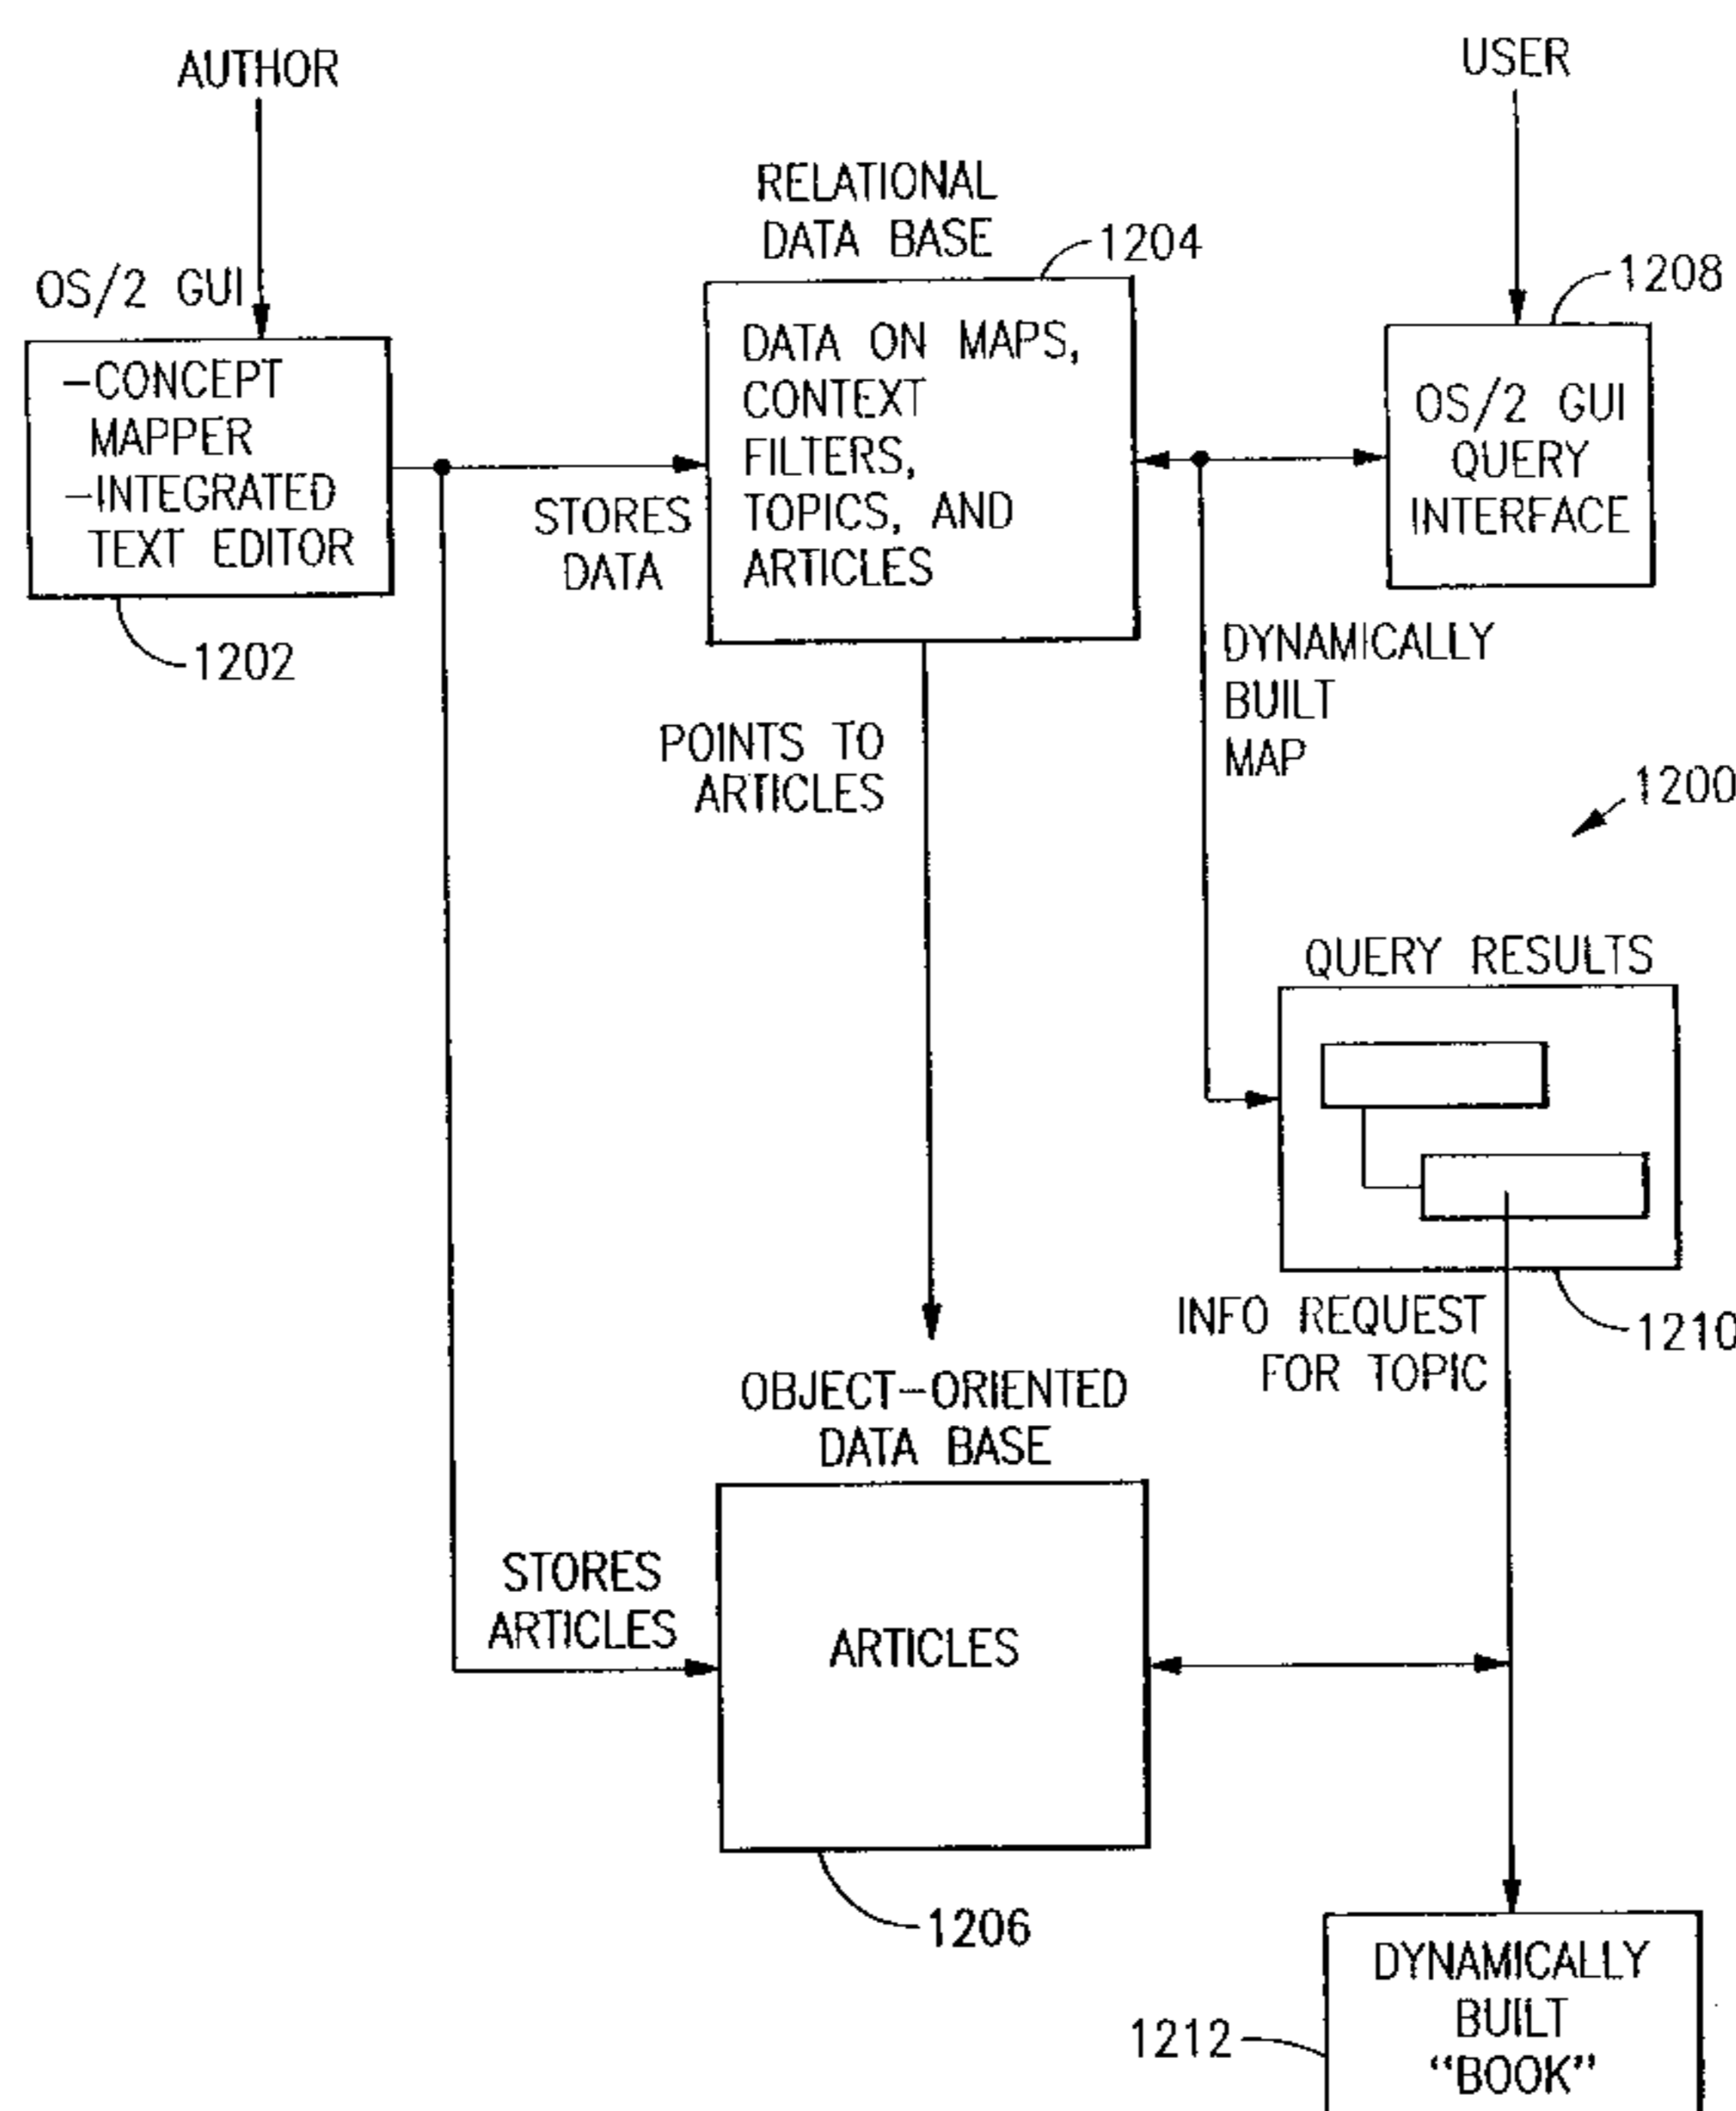 AUTHOR
USER
RELATIONAL
DATA BASE
1204
1208
OS/2 GUI
-CONCEPT
MAPPER
-INTEGRATED
TEXT EDITOR
1202
STORES
DATA
DATA ON MAPS,
CONTEXT
FILTERS,
TOPICS, AND
ARTICLES
OS/2 GUI
QUERY
INTERFACE
DYNAMICALLY
BUILT
MAP
POINTS TO
ARTICLES
1200
QUERY RESULTS
INFO REQUEST
FOR TOPIC
1210
OBJECT-ORIENTED
DATA BASE
STORES
ARTICLES
ARTICLES
1206
1212
DYNAMICALLY
BUILT
“BOOK”